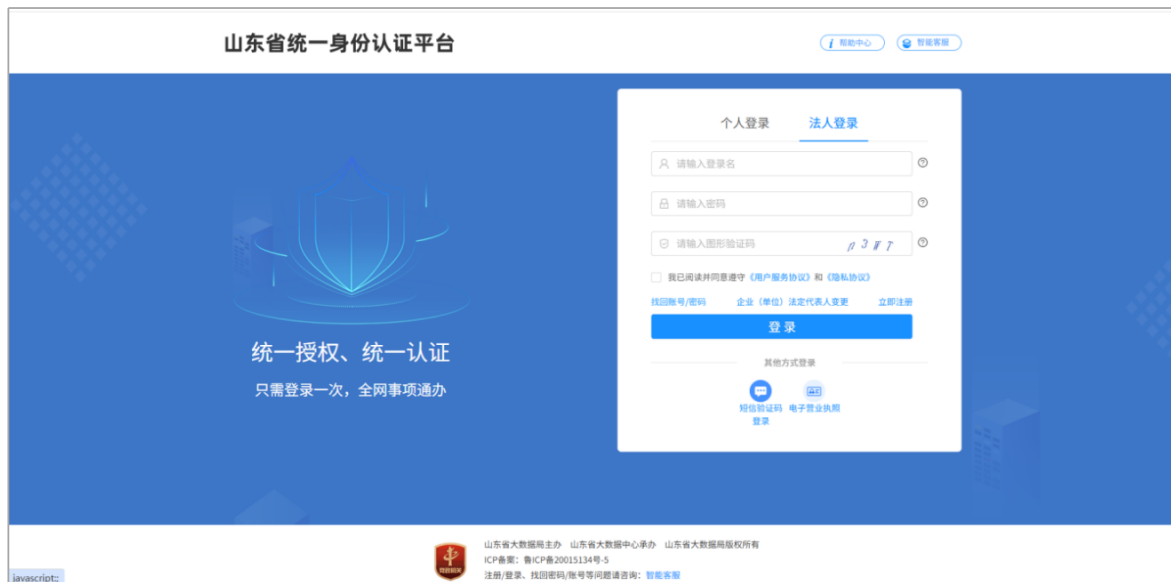 山东省统一身份认证平台
帮助中心 智能客服
个人登录 法人登录
请输入登录名
请输入密码
请输入图形验证码 n3WT
我已阅读并同意遵守《用户服务协议》和《隐私协议》
找回账号/密码 企业（单位）法定代表人变更 立即注册
登录
其他方式登录
短信验证码登录 电子营业执照
统一授权、统一认证
只需登录一次，全网事项通办
山东省大数据局主办 山东省大数据中心承办 山东省大数据局版权所有
ICP备案：鲁ICP备20015134号-5
注册/登录、找回密码/账号等问题请咨询：智能客服
党政机关
javascript:;